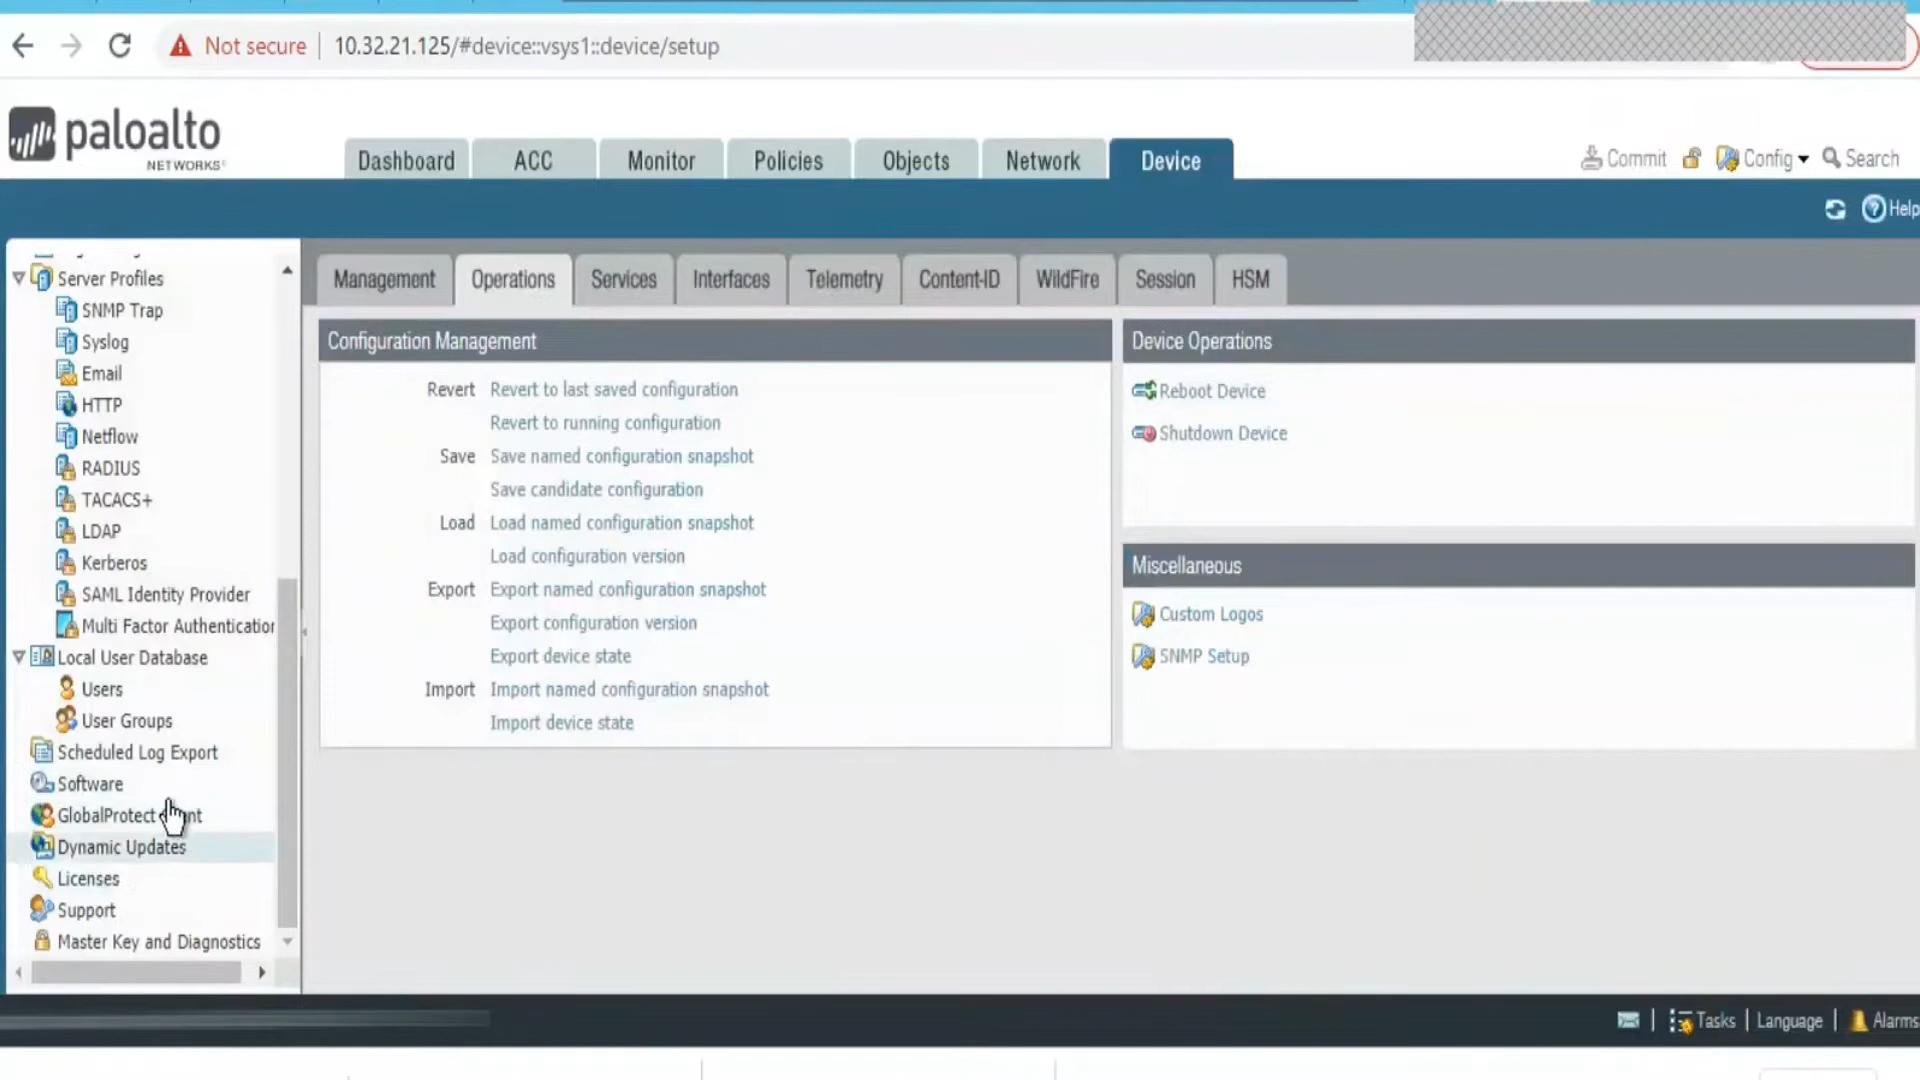 Not secure
10.32.21.125/#device::vsys1::device/setup
paloalto
NETWORKS®
Dashboard
ACC
Monitor
Policies
Objects
Network
Device
Commit
Config
Search
Help
Server Profiles
SNMP Trap
Syslog
Email
HTTP
Netflow
RADIUS
TACACS+
LDAP
Kerberos
SAML Identity Provider
Multi Factor Authentication
Local User Database
Users
User Groups
Scheduled Log Export
Software
GlobalProtect
Dynamic Updates
Licenses
Support
Master Key and Diagnostics
Management
Operations
Services
Interfaces
Telemetry
Content-ID
WildFire
Session
HSM
Configuration Management
Revert Revert to last saved configuration
Revert to running configuration
Save Save named configuration snapshot
Save candidate configuration
Load Load named configuration snapshot
Load configuration version
Export Export named configuration snapshot
Export configuration version
Export device state
Import Import named configuration snapshot
Import device state
Device Operations
Reboot Device
Shutdown Device
Miscellaneous
Custom Logos
SNMP Setup
Tasks
Language
Alarms